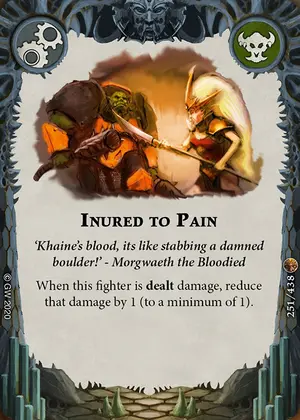 INURED TO PAIN
‘Khaine’s blood, its like stabbing a damned
boulder!’ - Morgwaeth the Bloodied
When this fighter is dealt damage, reduce
that damage by 1 (to a minimum of 1).
© GW 2020
251/438